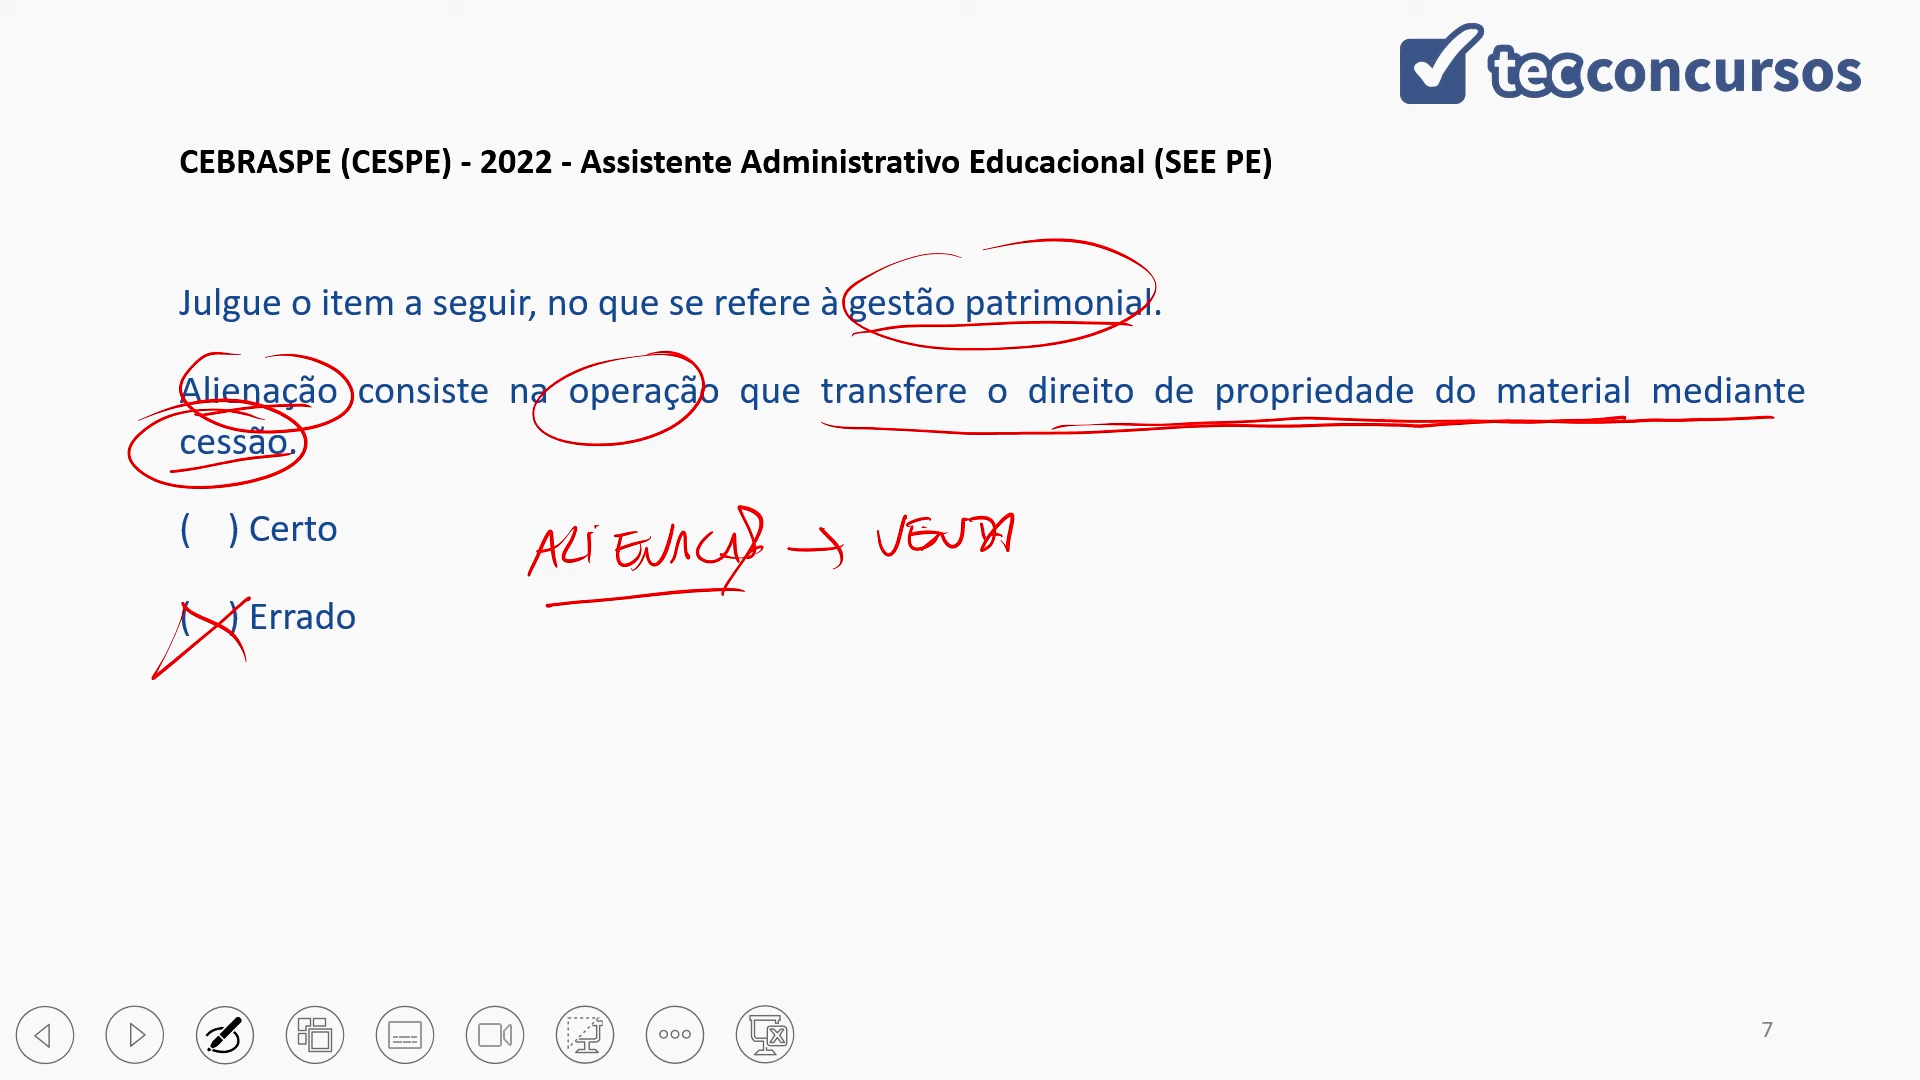 tecconcursos
CEBRASPE (CESPE) - 2022 - Assistente Administrativo Educacional (SEE PE)
Julgue o item a seguir, no que se refere à gestão patrimonial.
Alienação consiste na operação que transfere o direito de propriedade do material mediante
cessão.
( ) Certo
ALIENAÇÃO → VENDA
( ) Errado
7